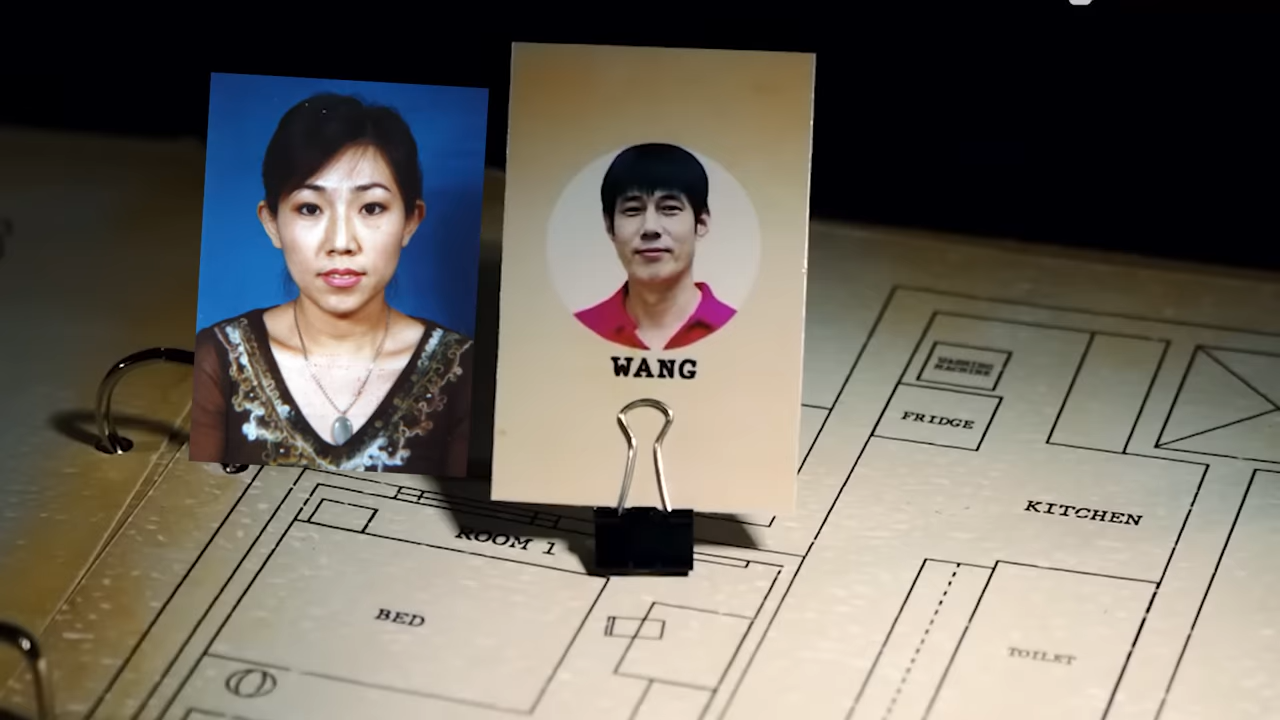 WANG
WASHING
MACHINE
FRIDGE
KITCHEN
ROOM 1
BED
TOILET